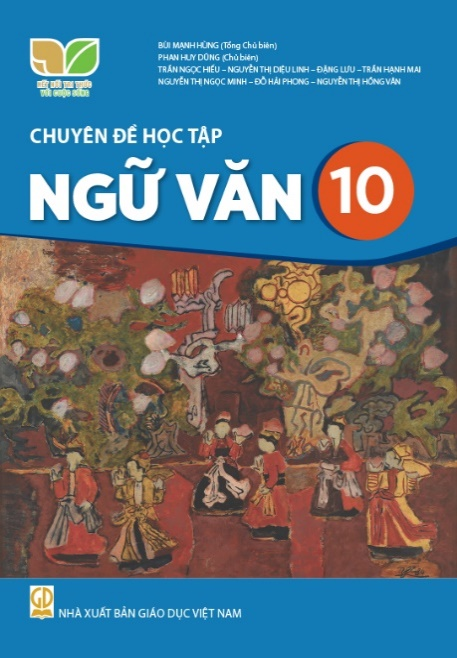 BÙI MẠNH HÙNG (Tổng Chủ biên)
PHAN HUY DŨNG (Chủ biên)
TRẦN NGỌC HIẾU – NGUYỄN THỊ DIỆU LINH – ĐẶNG LƯU – TRẦN HẠNH MAI
NGUYỄN THỊ NGỌC MINH – ĐỖ HẢI PHONG – NGUYỄN THỊ HỒNG VÂN
KẾT NỐI TRI THỨC
VỚI CUỘC SỐNG
CHUYÊN ĐỀ HỌC TẬP
NGỮ VĂN 10
GD
NHÀ XUẤT BẢN GIÁO DỤC VIỆT NAM